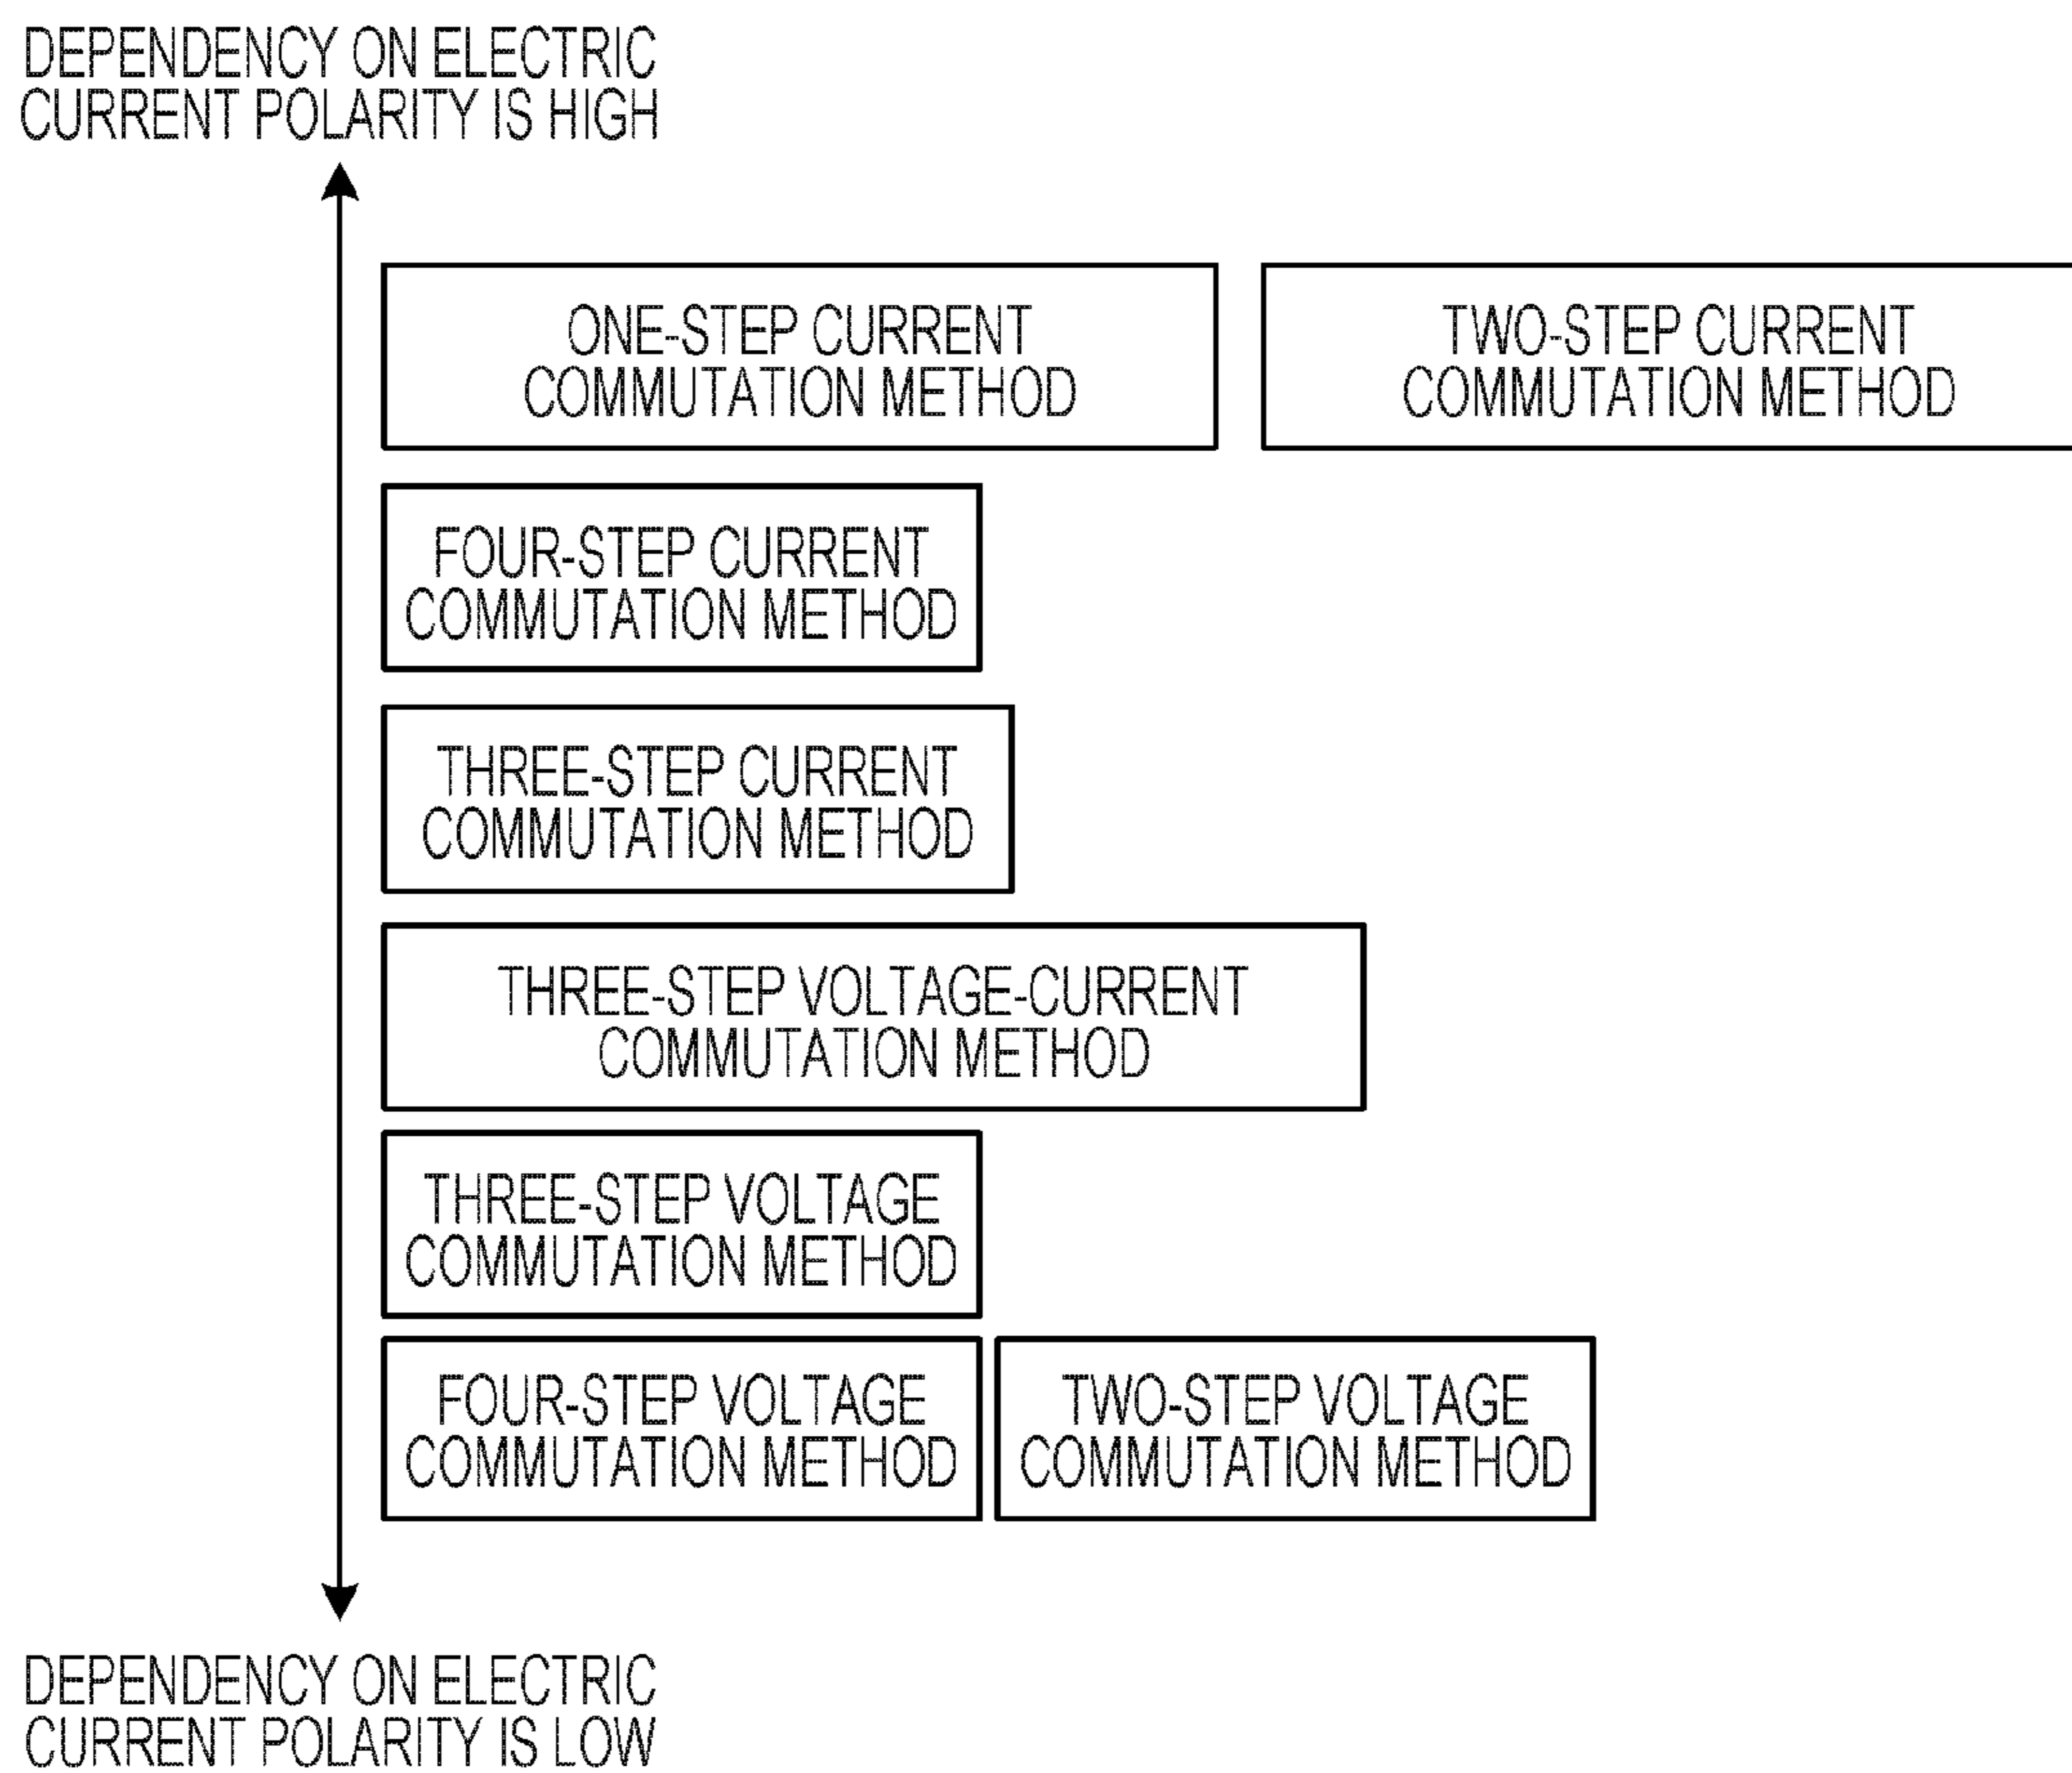 DEPENDENCY ON ELECTRIC
CURRENT POLARITY IS HIGH
ONE-STEP CURRENT
COMMUTATION METHOD
TWO-STEP CURRENT
COMMUTATION METHOD
FOUR-STEP CURRENT
COMMUTATION METHOD
THREE-STEP CURRENT
COMMUTATION METHOD
THREE-STEP VOLTAGE-CURRENT
COMMUTATION METHOD
THREE-STEP VOLTAGE
COMMUTATION METHOD
FOUR-STEP VOLTAGE
COMMUTATION METHOD
TWO-STEP VOLTAGE
COMMUTATION METHOD
DEPENDENCY ON ELECTRIC
CURRENT POLARITY IS LOW